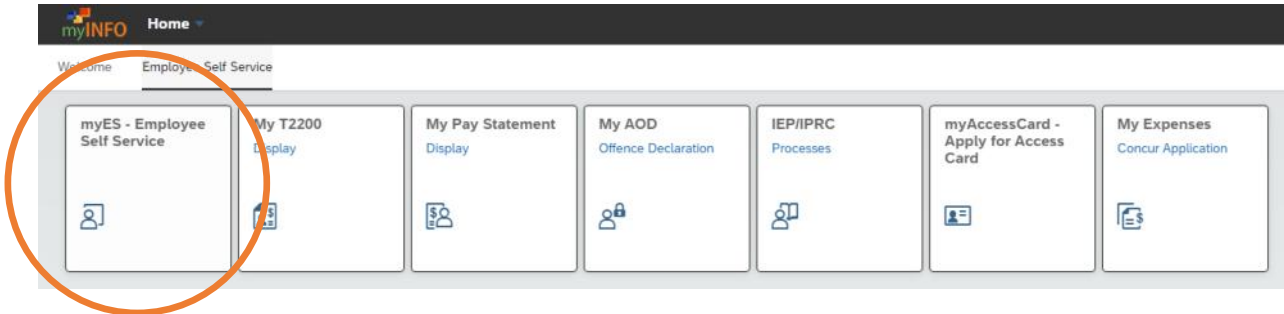 myINFO Home
Welcome Employee Self Service
myES - Employee
Self Service
My T2200
Display
My Pay Statement
Display
My AOD
Offence Declaration
IEP/IPRC
Processes
myAccessCard -
Apply for Access
Card
My Expenses
Concur Application